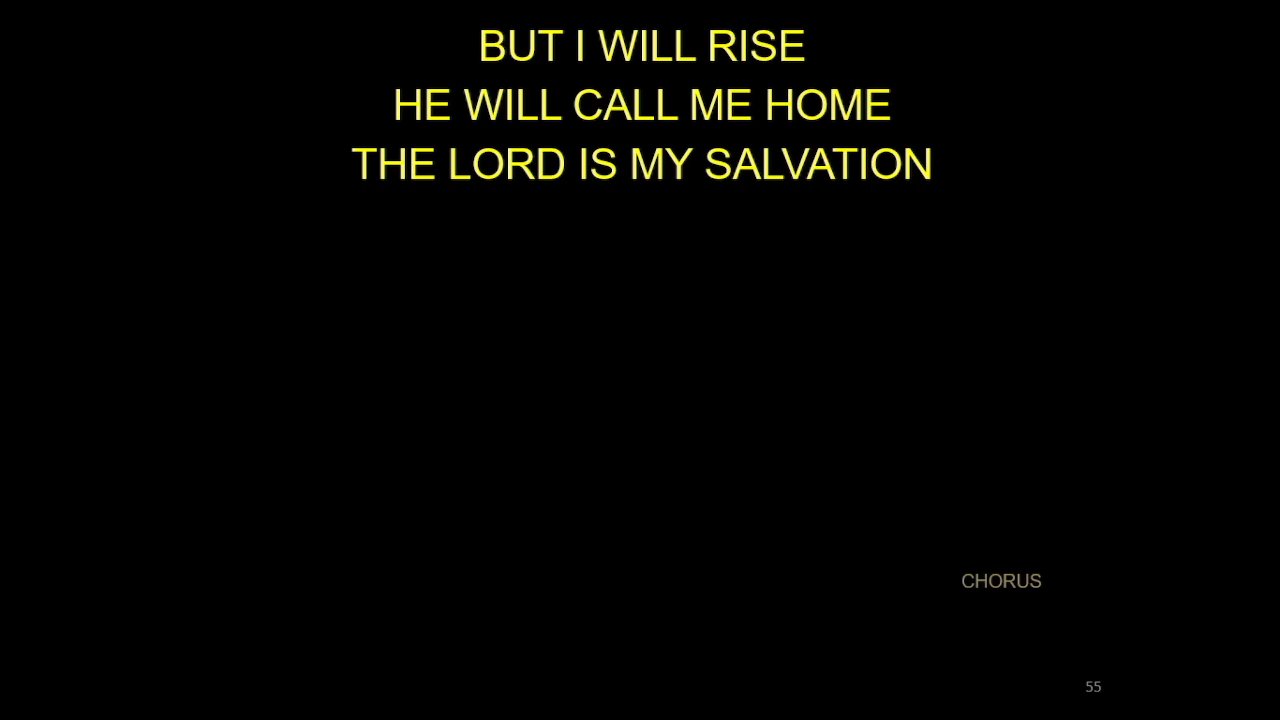 BUT I WILL RISE
HE WILL CALL ME HOME
THE LORD IS MY SALVATION
CHORUS
55